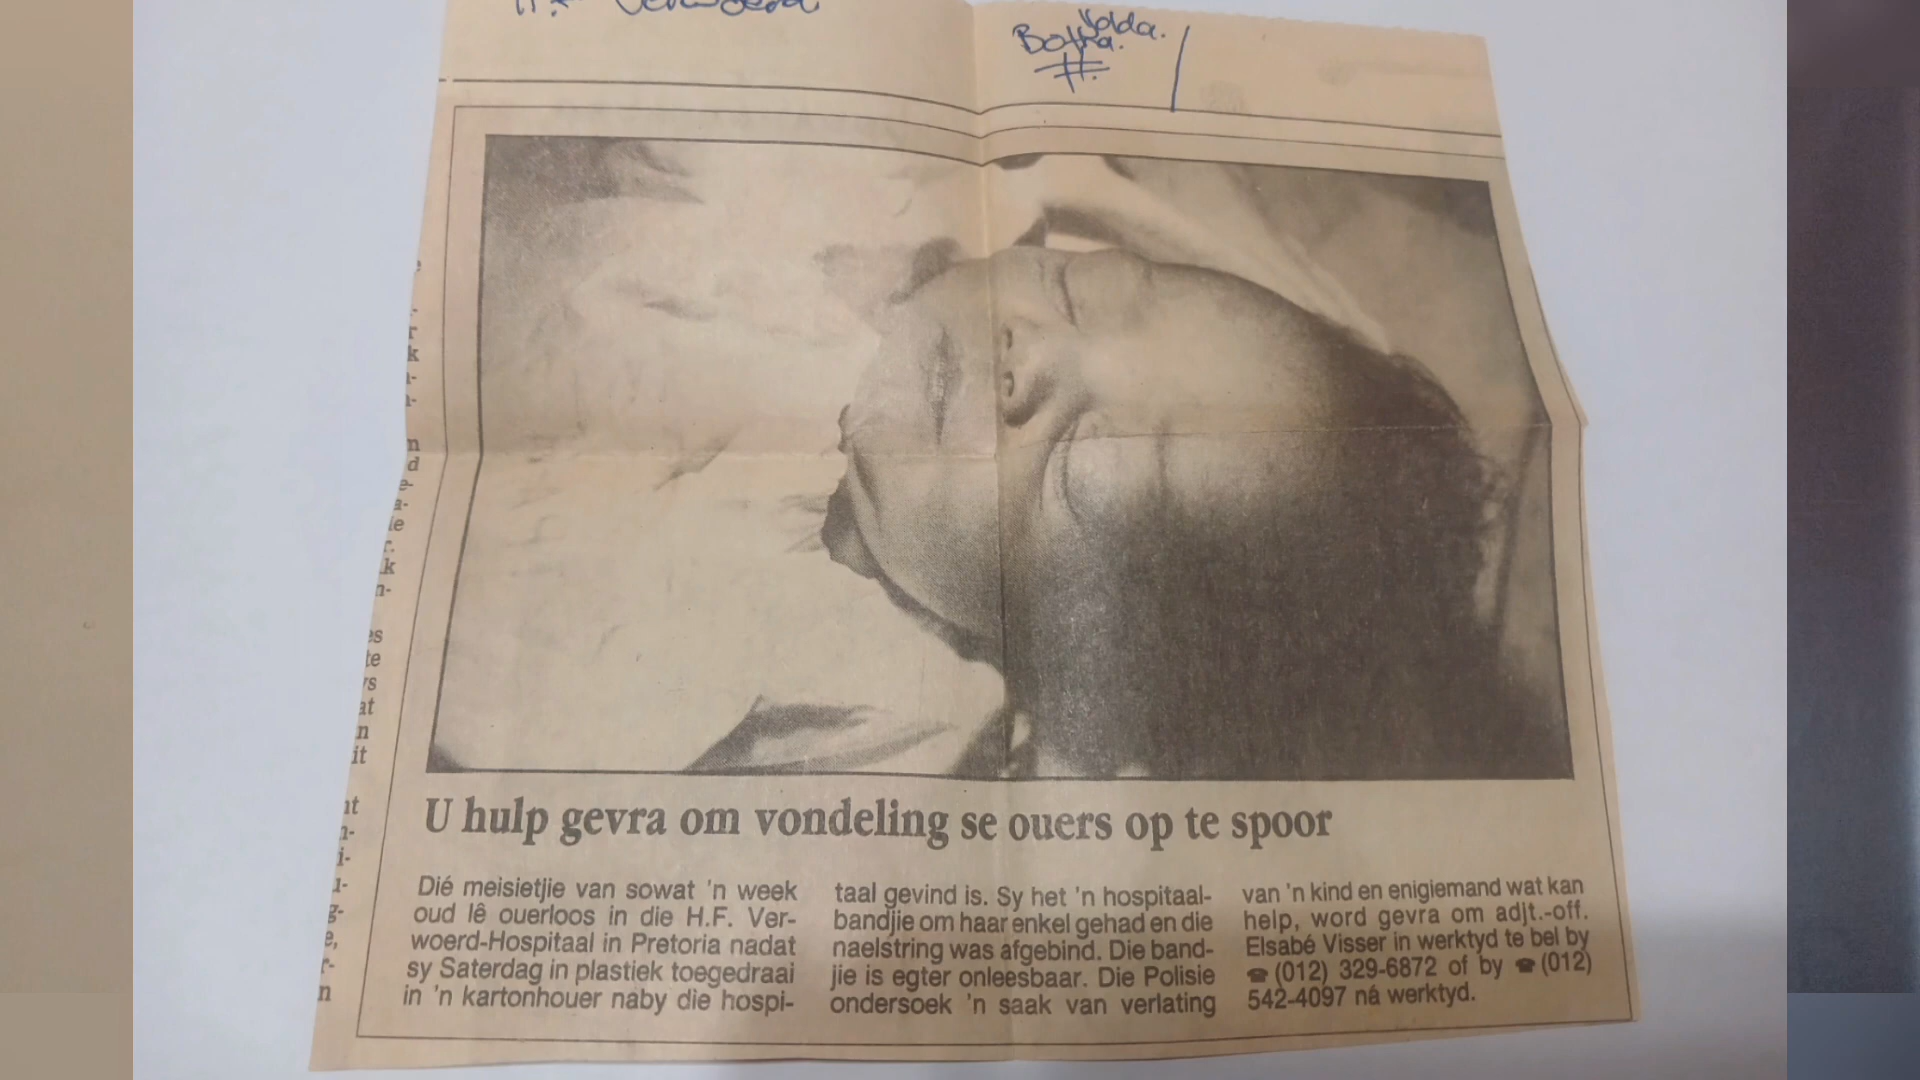 H.F Verwoerd
Yolda.
Botha.
U hulp gevra om vondeling se ouers op te spoor
Dié meisietjie van sowat 'n week
oud lê ouerloos in die H.F. Ver-
woerd-Hospitaal in Pretoria nadat
sy Saterdag in plastiek toegedraai
in 'n kartonhouer naby die hospi-
taal gevind is. Sy het 'n hospitaal-
bandjie om haar enkel gehad en die
naelstring was afgebind. Die band-
jie is egter onleesbaar. Die Polisie
ondersoek 'n saak van verlating
van 'n kind en enigiemand wat kan
help, word gevra om adjt.-off.
Elsabé Visser in werktyd te bel by
☎ (012) 329-6872 of by ☎ (012)
542-4097 ná werktyd.